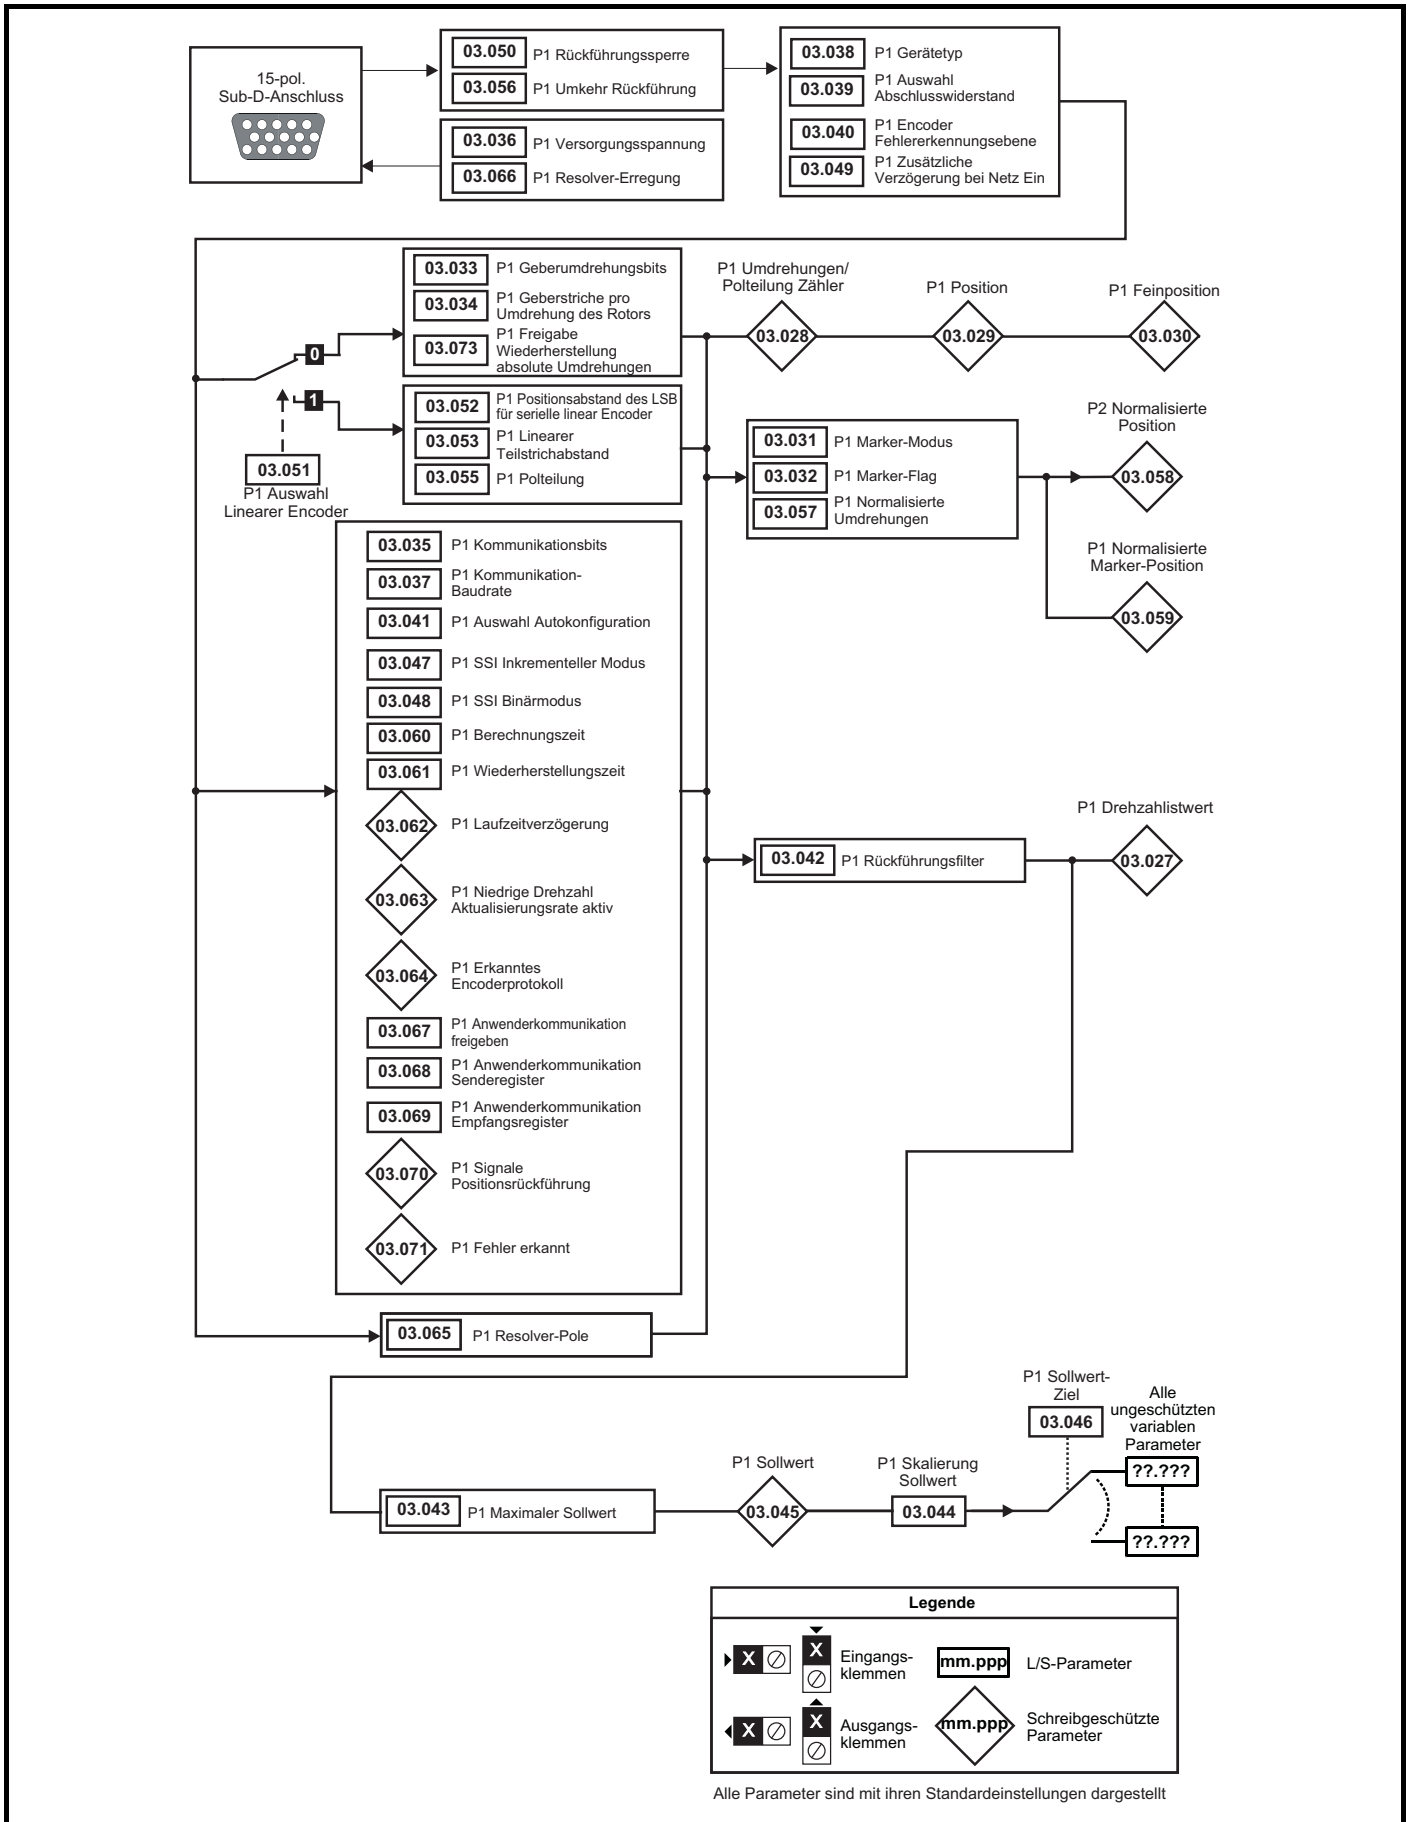 15-pol.
Sub-D-Anschluss
03.050 P1 Rückführungssperre
03.056 P1 Umkehr Rückführung
03.036 P1 Versorgungsspannung
03.066 P1 Resolver-Erregung
03.038 P1 Gerätetyp
03.039 P1 Auswahl
Abschlusswiderstand
03.040 P1 Encoder
Fehlererkennungsebene
03.049 P1 Zusätzliche
Verzögerung bei Netz Ein
03.033 P1 Geberumdrehungsbits
03.034 P1 Geberstriche pro
Umdrehung des Rotors
03.073 P1 Freigabe
Wiederherstellung
absolute Umdrehungen
0
1
03.051
P1 Auswahl
Linearer Encoder
03.052 P1 Positionsabstand des LSB
für serielle linear Encoder
03.053 P1 Linearer
Teilstrichabstand
03.055 P1 Polteilung
P1 Umdrehungen/
Polteilung Zähler
03.028
P1 Position
03.029
P1 Feinposition
03.030
03.031 P1 Marker-Modus
03.032 P1 Marker-Flag
03.057 P1 Normalisierte
Umdrehungen
P2 Normalisierte
Position
03.058
P1 Normalisierte
Marker-Position
03.059
03.035 P1 Kommunikationsbits
03.037 P1 Kommunikation-
Baudrate
03.041 P1 Auswahl Autokonfiguration
03.047 P1 SSI Inkrementeller Modus
03.048 P1 SSI Binärmodus
03.060 P1 Berechnungszeit
03.061 P1 Wiederherstellungszeit
03.062 P1 Laufzeitverzögerung
03.063 P1 Niedrige Drehzahl
Aktualisierungsrate aktiv
03.064 P1 Erkanntes
Encoderprotokoll
03.067 P1 Anwenderkommunikation
freigeben
03.068 P1 Anwenderkommunikation
Senderegister
03.069 P1 Anwenderkommunikation
Empfangsregister
03.070 P1 Signale
Positionsrückführung
03.071 P1 Fehler erkannt
03.042 P1 Rückführungsfilter
P1 Drehzahlistwert
03.027
03.065 P1 Resolver-Pole
03.043 P1 Maximaler Sollwert
P1 Sollwert
03.045
P1 Skalierung
Sollwert
03.044
P1 Sollwert-
Ziel
03.046
Alle
ungeschützten
variablen
Parameter
??.???
??.???
Legende
X X Eingangs-
klemmen
mm.ppp L/S-Parameter
X X Ausgangs-
klemmen
mm.ppp Schreibgeschützte
Parameter
Alle Parameter sind mit ihren Standardeinstellungen dargestellt